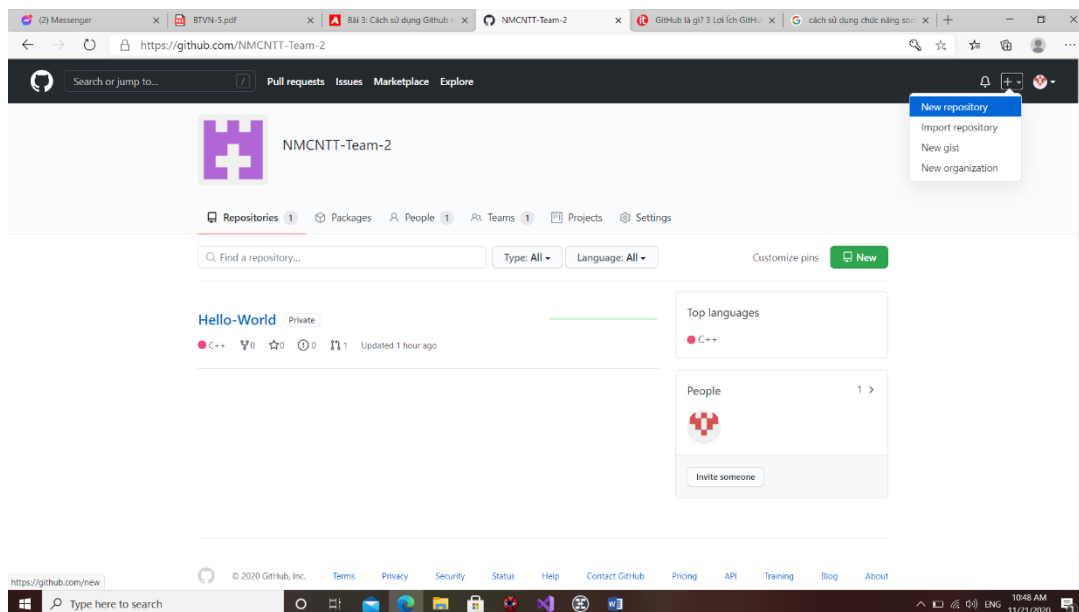 (2) Messenger
BTVN-5.pdf
Bài 3: Cách sử dụng Github v
NMCNTT-Team-2
GitHub là gì? 3 Lợi Ích GitHu
cách sử dụng chức năng soc
https://github.com/NMCNTT-Team-2
Search or jump to...
/
Pull requests Issues Marketplace Explore
New repository
Import repository
New gist
New organization
NMCNTT-Team-2
Repositories 1 Packages People 1 Teams 1 Projects Settings
Find a repository...
Type: All
Language: All
Customize pins
New
Hello-World Private
C++ 0 0 0 1 Updated 1 hour ago
Top languages
C++
People 1
Invite someone
© 2020 GitHub, Inc. Terms Privacy Security Status Help Contact GitHub Pricing API Training Blog About
https://github.com/new
Type here to search
ENG
10:48 AM
11/21/2020